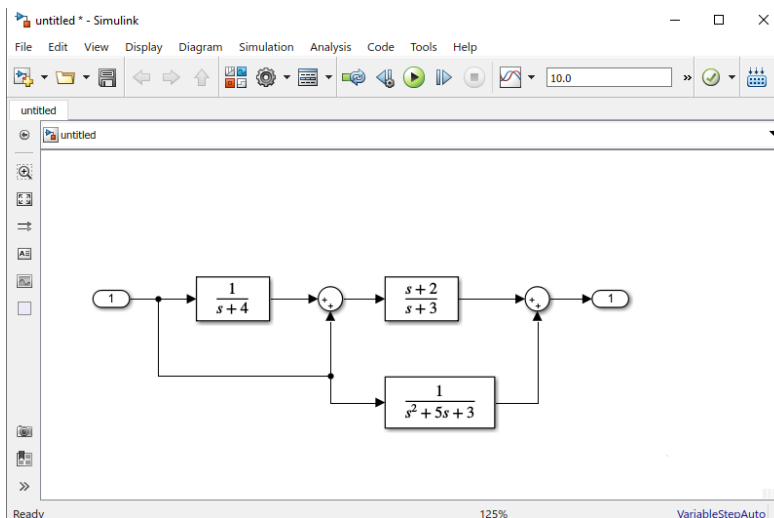 untitled * - Simulink
File Edit View Display Diagram Simulation Analysis Code Tools Help
10.0 »
untitled
untitled
1
1
s + 4
+
+
s + 2
s + 3
+
+
1
1
s² + 5s + 3
»
Ready 125% VariableStepAuto